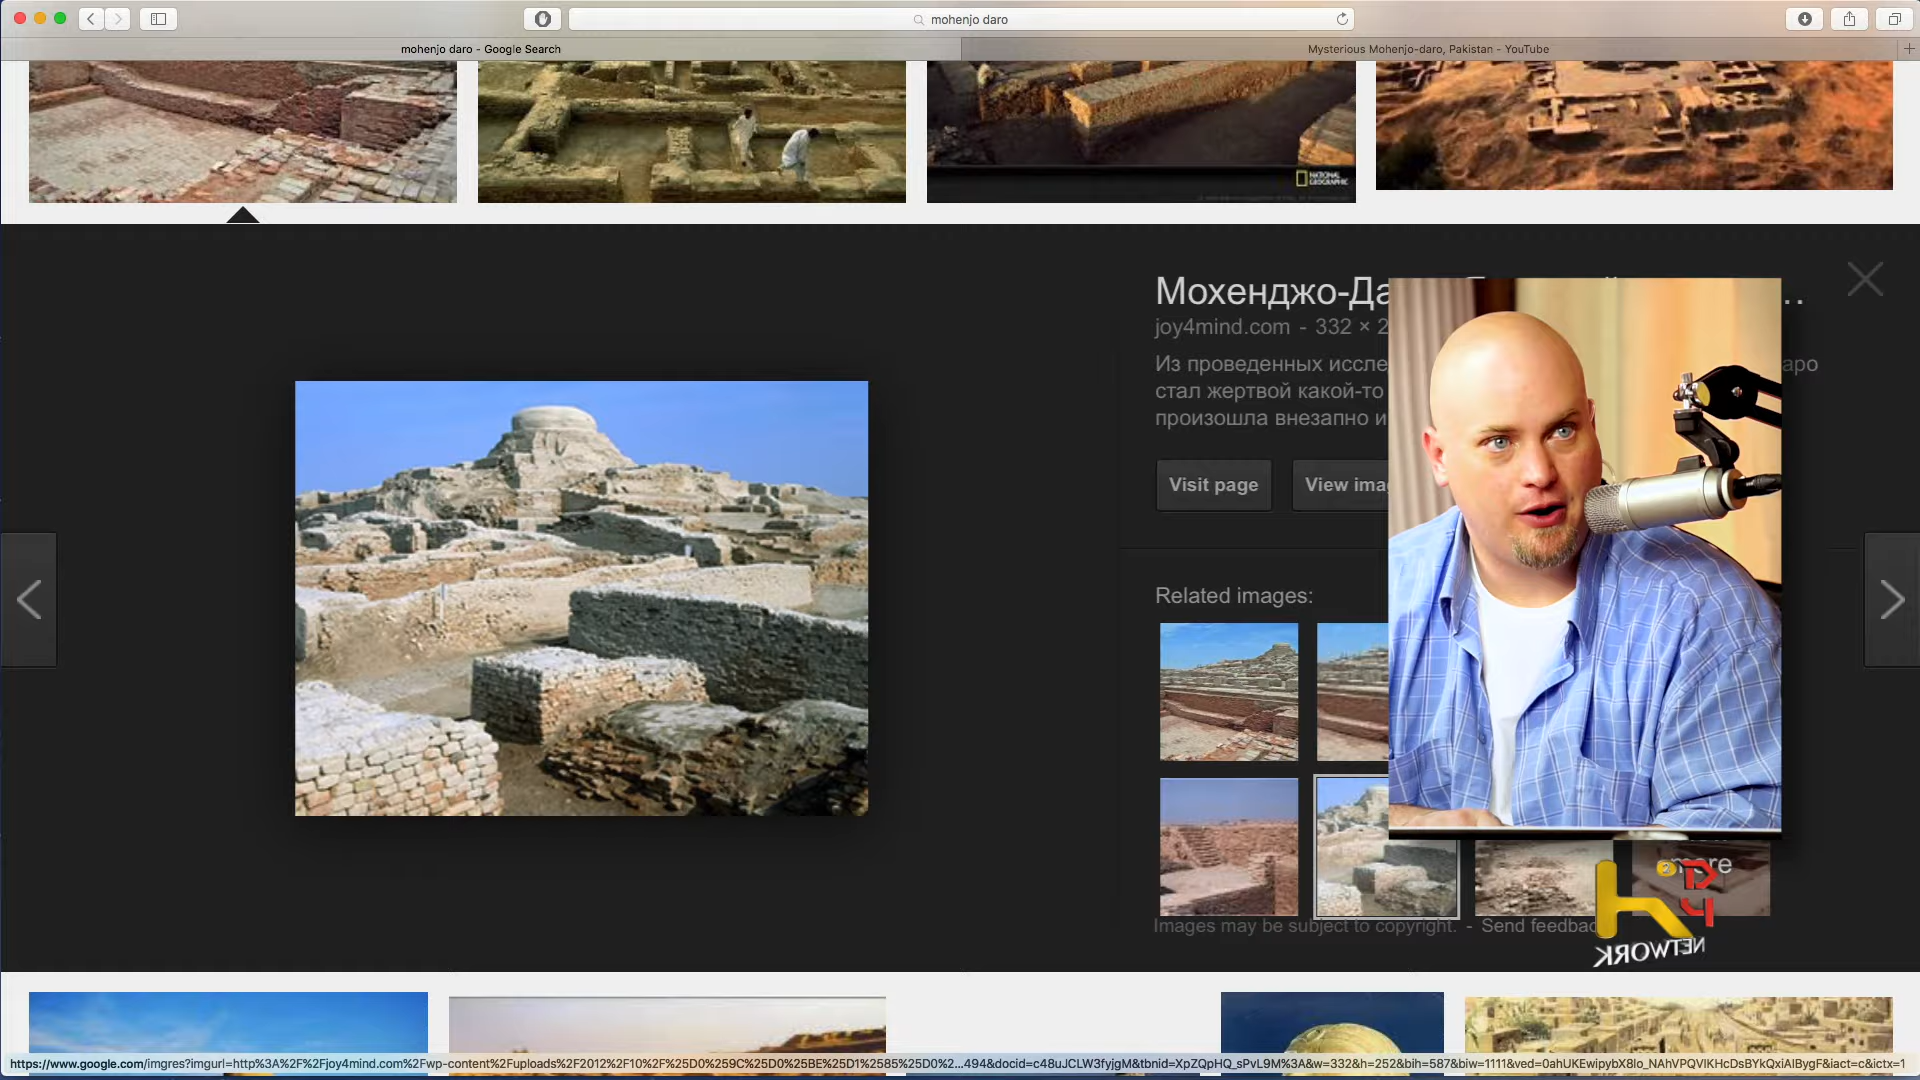 mohenjo daro
mohenjo daro - Google Search
Mysterious Mohenjo-daro, Pakistan - YouTube
NATIONAL
GEOGRAPHIC
Мохенджо-Да
joy4mind.com - 332 × 2
Из проведенных иссле аро
стал жертвой какой-то
произошла внезапно и
Visit page
View ima
Related images:
more
NETWORK
Images may be subject to copyright. - Send feedbac
https://www.google.com/imgres?imgurl=http%3A%2F%2Fjoy4mind.com%2Fwp-content%2Fuploads%2F2012%2F10%2F%25D0%259C%25D0%25BE%25D1%2585%25D0%2...494&docid=c48uJCLW3fyjgM&tbnid=XpZQpHQ_sPvL9M%3A&w=332&h=252&bih=587&biw=1111&ved=0ahUKEwipybX8lo_NAhVPQVIKHcDsBYkQxiAIBygF&iact=c&ictx=1